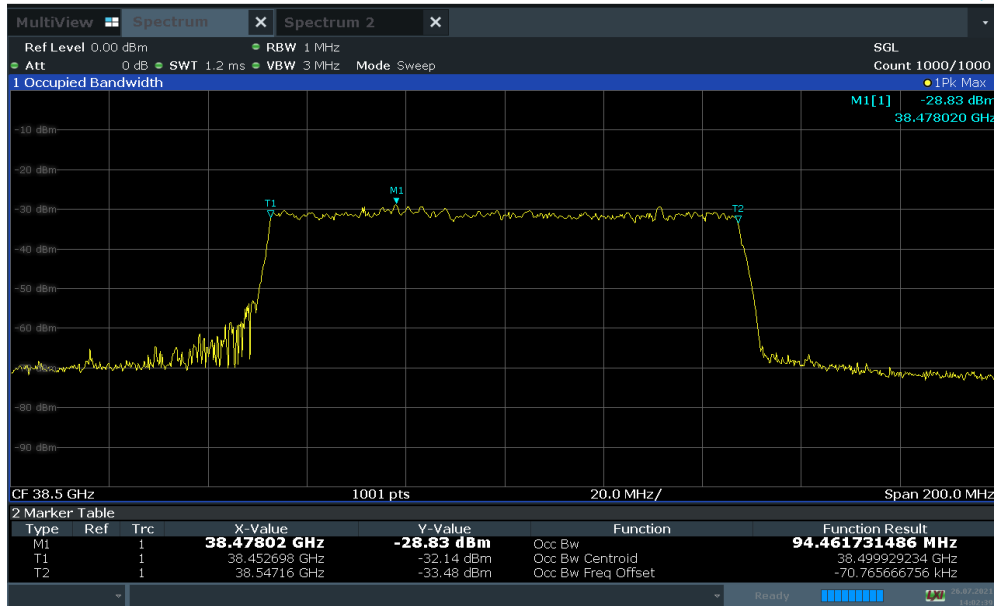 MultiView Spectrum X Spectrum 2 X
Ref Level 0.00 dBm RBW 1 MHz SGL
Att 0 dB SWT 1.2 ms VBW 3 MHz Mode Sweep Count 1000/1000
1 Occupied Bandwidth 1Pk Max
M1[1] -28.83 dBm
38.478020 GHz
-10 dBm
-20 dBm
M1
T1 T2
-30 dBm
-40 dBm
-50 dBm
-60 dBm
-80 dBm
-90 dBm
CF 38.5 GHz 1001 pts 20.0 MHz/ Span 200.0 MHz
2 Marker Table
Type Ref Trc X-Value Y-Value Function Function Result
M1 1 38.47802 GHz -28.83 dBm Occ Bw 94.461731486 MHz
T1 1 38.452698 GHz -32.14 dBm Occ Bw Centroid 38.499929234 GHz
T2 1 38.54716 GHz -33.48 dBm Occ Bw Freq Offset -70.765666756 kHz
Ready